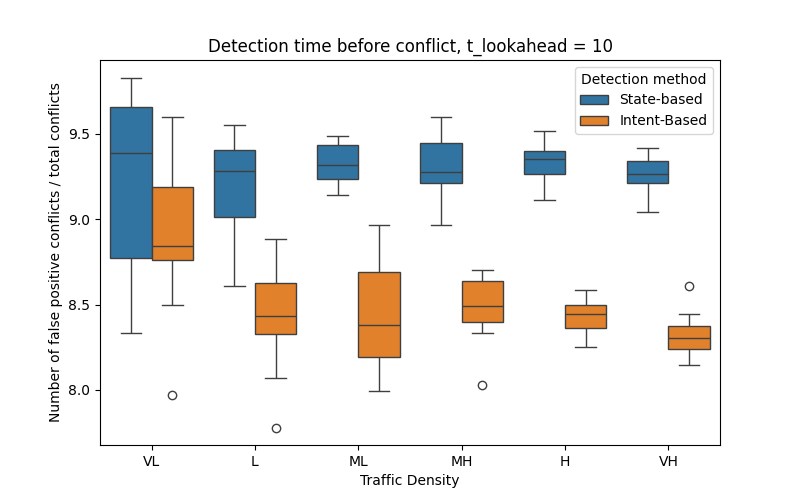 Detection time before conflict, t_lookahead = 10
Detection method
State-based
Intent-Based
Number of false positive conflicts / total conflicts
9.5
9.0
8.5
8.0
VL L ML MH H VH
Traffic Density